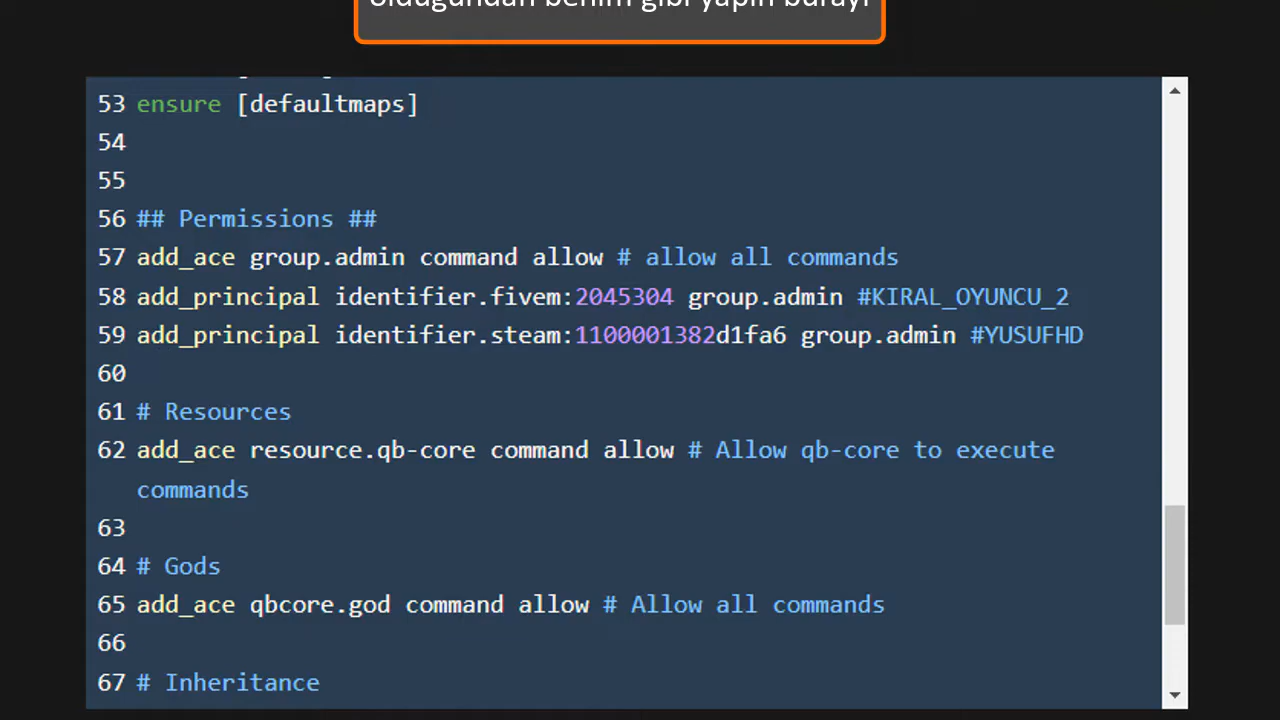 olduğundan benim gibi yapın burayı
53 ensure [defaultmaps]
54
55
56 ## Permissions ##
57 add_ace group.admin command allow # allow all commands
58 add_principal identifier.fivem:2045304 group.admin #KIRAL_OYUNCU_2
59 add_principal identifier.steam:1100001382d1fa6 group.admin #YUSUFHD
60
61 # Resources
62 add_ace resource.qb-core command allow # Allow qb-core to execute
commands
63
64 # Gods
65 add_ace qbcore.god command allow # Allow all commands
66
67 # Inheritance